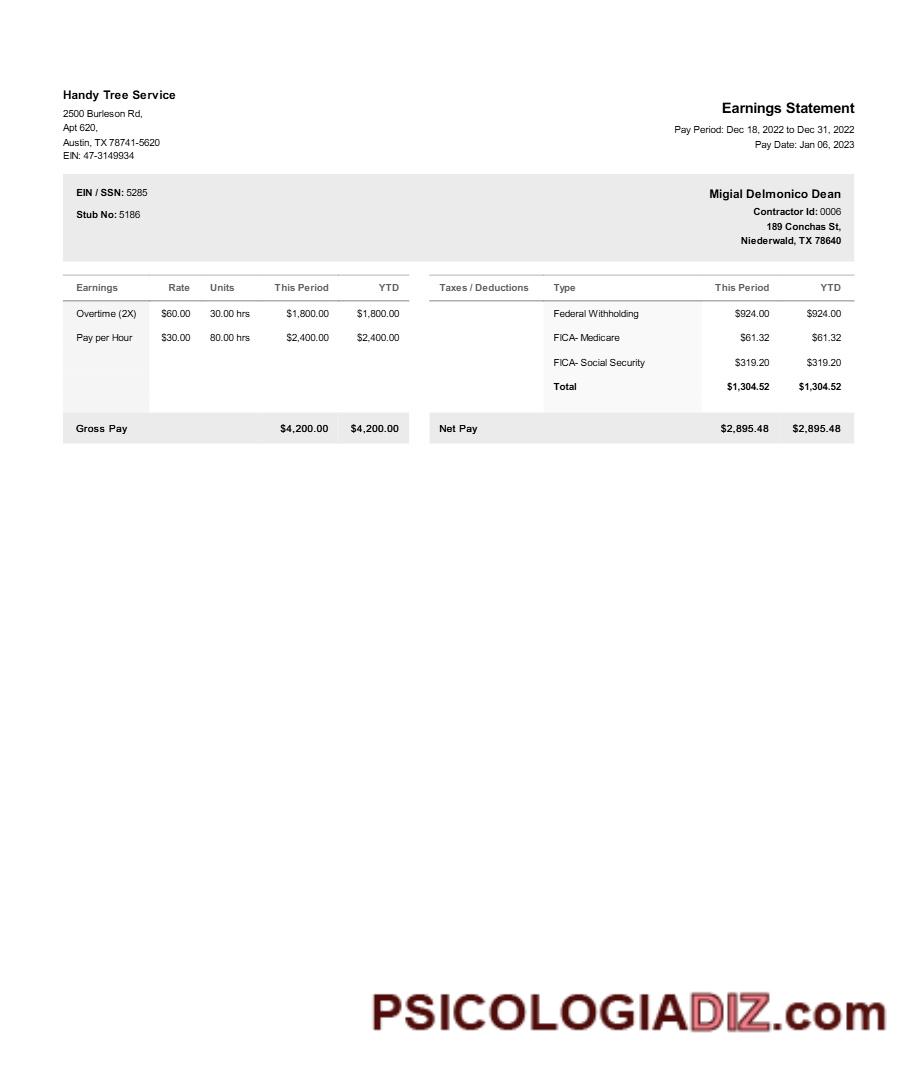 Handy Tree Service
2500 Burleson Rd,
Apt 620,
Austin, TX 78741-5620
EIN: 47-3149934
Earnings Statement
Pay Period: Dec 18, 2022 to Dec 31, 2022
Pay Date: Jan 06, 2023
EIN / SSN: 5285
Stub No: 5186
Migial Delmonico Dean
Contractor Id: 0006
189 Conchas St,
Niederwald, TX 78640
Earnings Rate Units This Period YTD
Overtime (2X) $60.00 30.00 hrs $1,800.00 $1,800.00
Pay per Hour $30.00 80.00 hrs $2,400.00 $2,400.00
Gross Pay $4,200.00 $4,200.00
Taxes / Deductions Type This Period YTD
Federal Withholding $924.00 $924.00
FICA- Medicare $61.32 $61.32
FICA- Social Security $319.20 $319.20
Total $1,304.52 $1,304.52
Net Pay $2,895.48 $2,895.48
PSICOLOGIADIZ.com